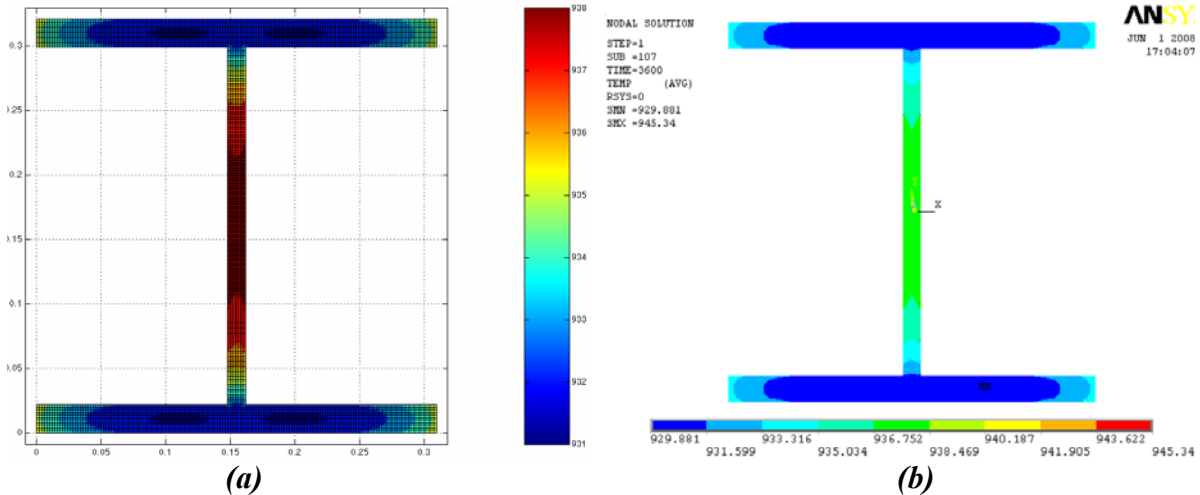 0.3
0.25
0.2
0.15
0.1
0.05
0
0 0.05 0.1 0.15 0.2 0.25 0.3
938
937
936
935
934
933
932
931
(a)
NODAL SOLUTION
STEP=1
SUB =107
TIME=3600
TEMP (AVG)
RSYS=0
SMN =929.881
SMX =945.34
ANSYS
JUN 1 2008
17:04:07
X
MN
929.881 933.316 936.752 940.187 943.622
931.599 935.034 938.469 941.905 945.34
(b)